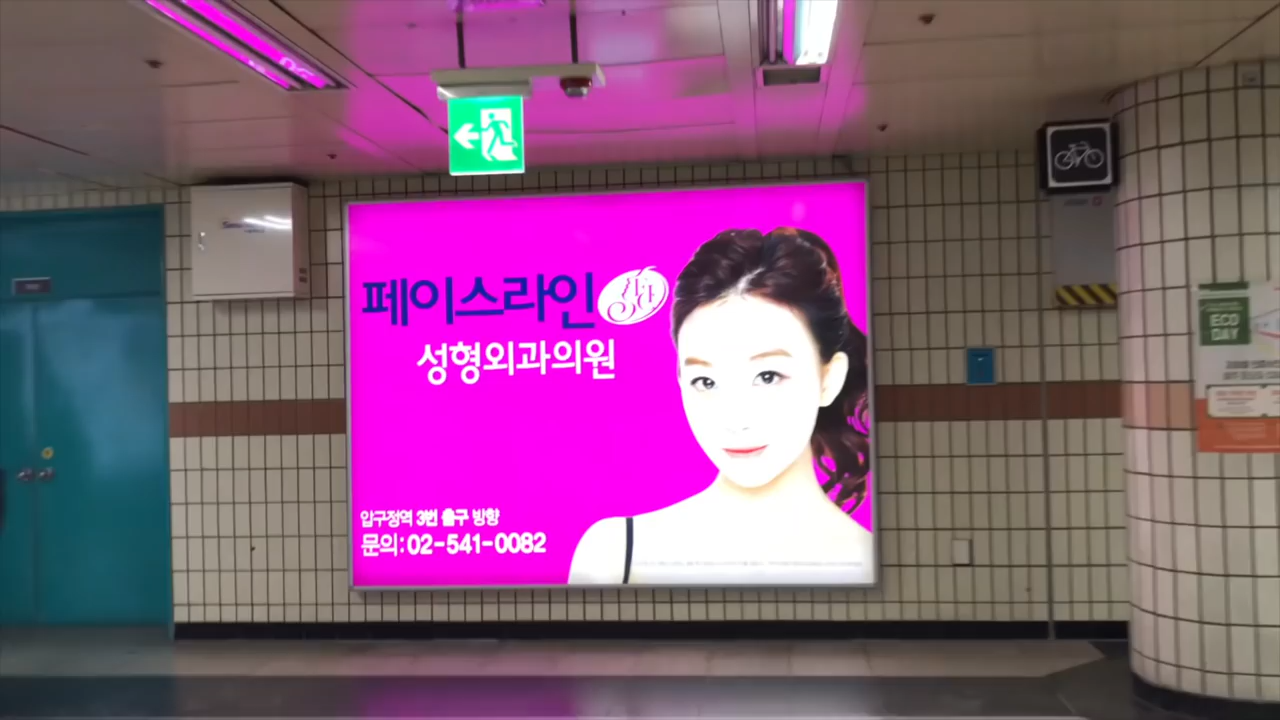 페이스라인
성형외과의원
압구정역 3번 출구 방향
문의:02-541-0082
ECO
DAY